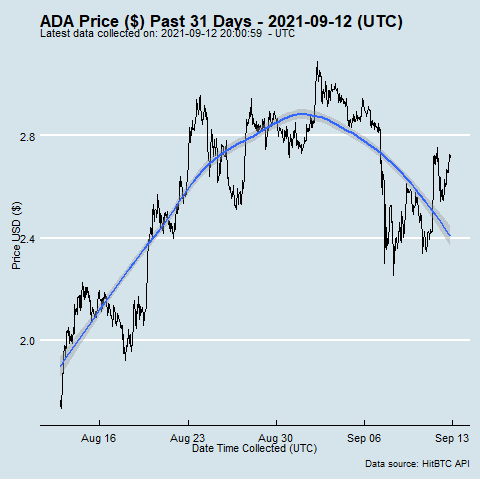 ADA Price ($) Past 31 Days - 2021-09-12 (UTC)
Latest data collected on: 2021-09-12 20:00:59 - UTC
2.8
2.4
2.0
Price USD ($)
Aug 16
Aug 23
Aug 30
Sep 06
Sep 13
Date Time Collected (UTC)
Data source: HitBTC API